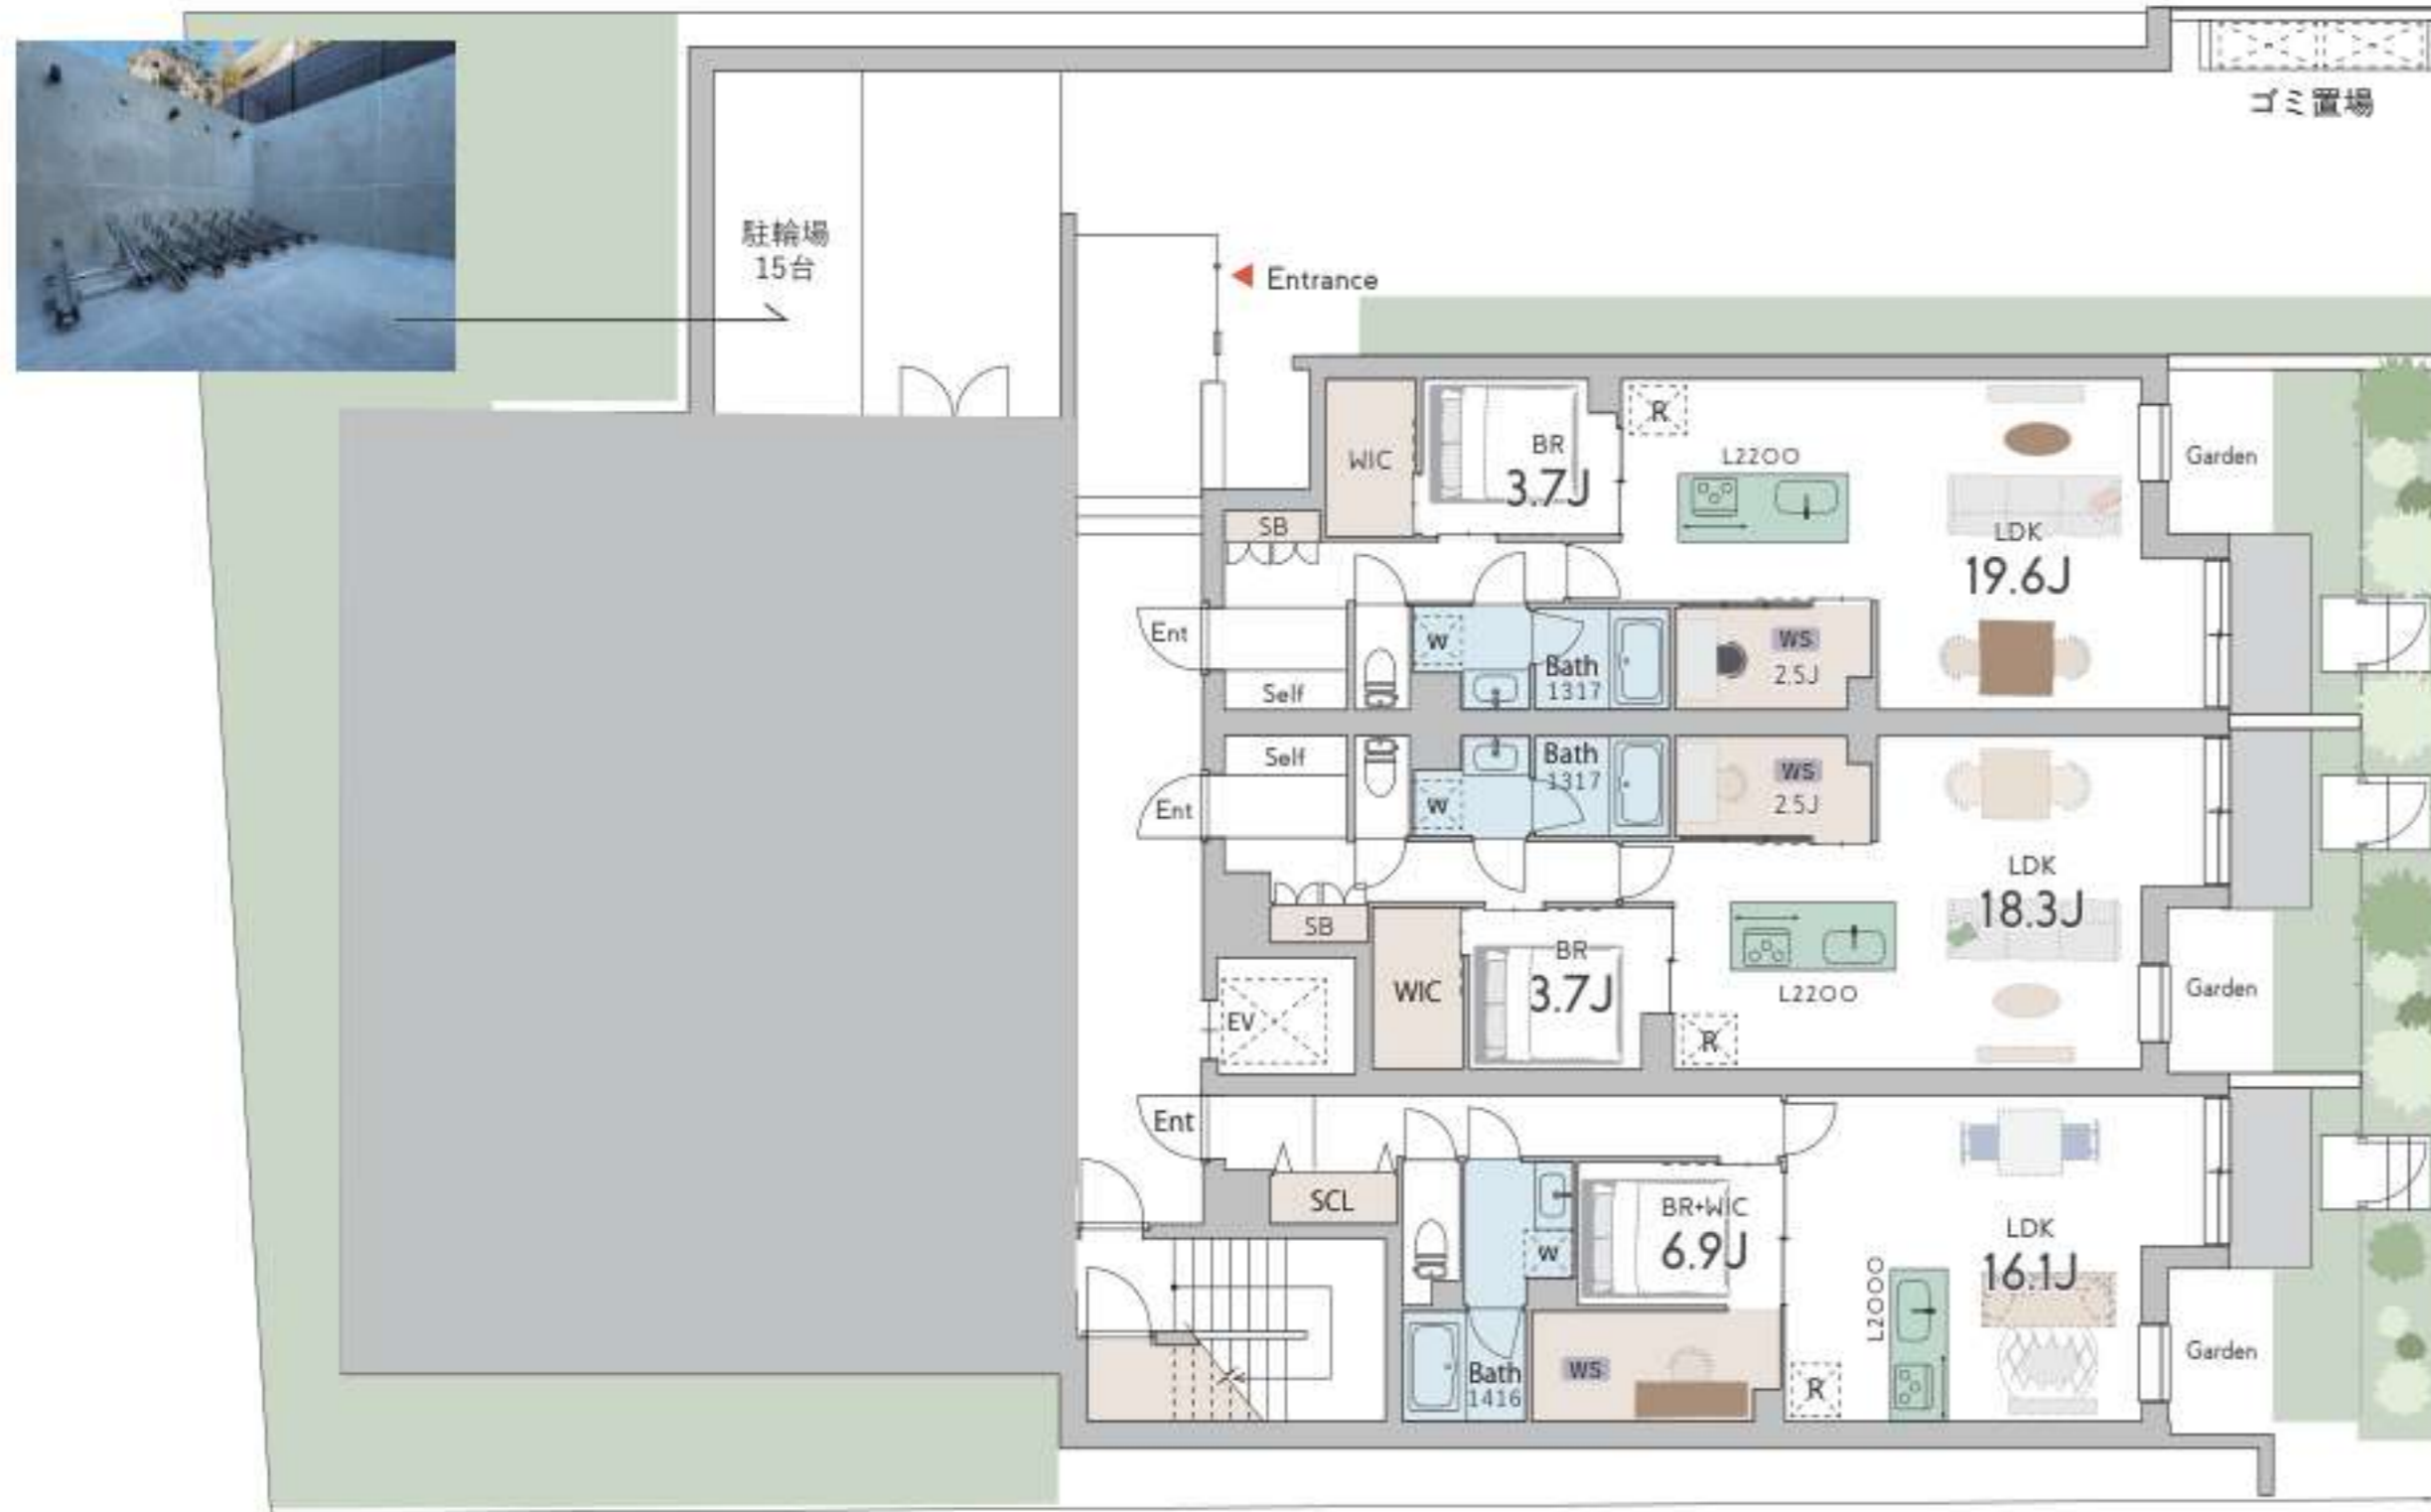 ゴミ置場
駐輪場
15台
Entrance
WIC
BR
3.7J
R
L2200
LDK
19.6J
Garden
SB
Ent
Self
W
Bath
1317
WS
2.5J
Self
Ent
W
Bath
1317
WS
2.5J
LDK
18.3J
SB
WIC
BR
3.7J
L2200
R
EV
Garden
Ent
SCL
W
BR+WIC
6.9J
LDK
16.1J
L2000
Bath
1416
WS
R
Garden